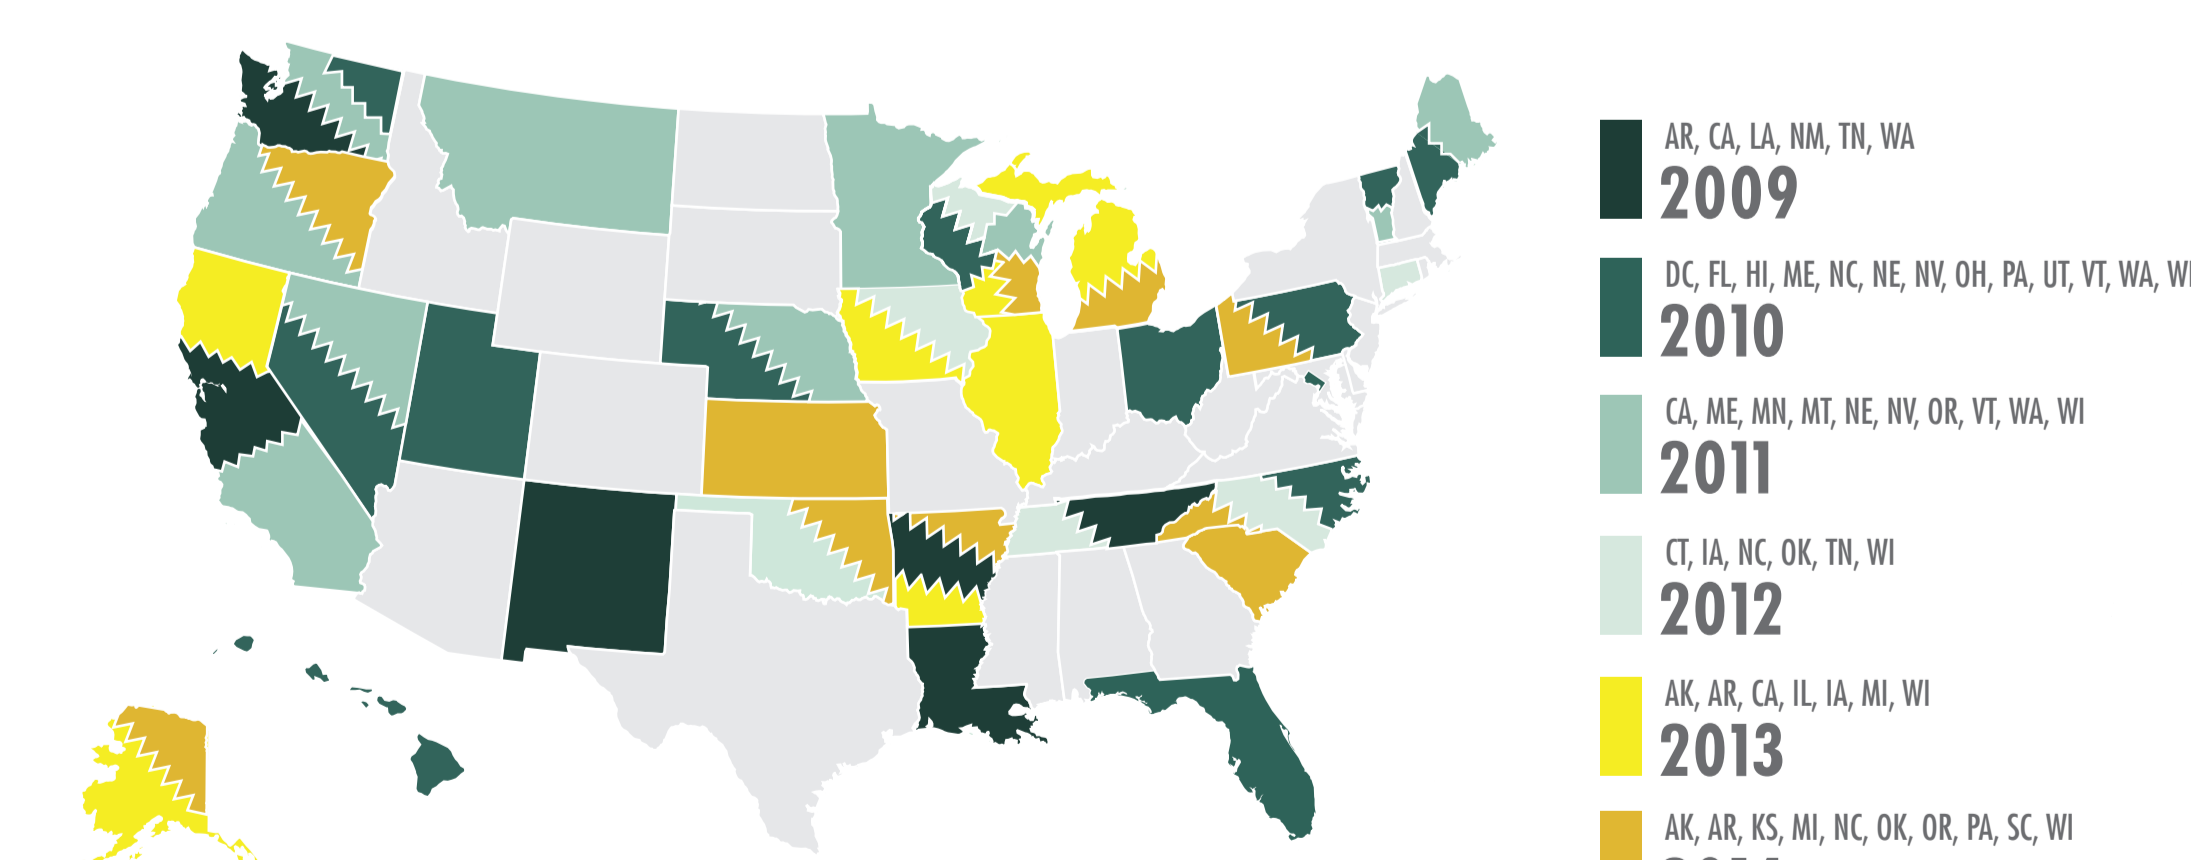 AR, CA, LA, NM, TN, WA
2009
DC, FL, HI, ME, NC, NE, NV, OH, PA, UT, VT, WA,
2010
CA, ME, MN, MT, NE, NV, OR, VT, WA, WI
2011
CT, IA, NC, OK, TN, WI
2012
AK, AR, CA, IL, IA, MI, WI
2013
AK, AR, KS, MI, NC, OK, OR, PA, SC, WI